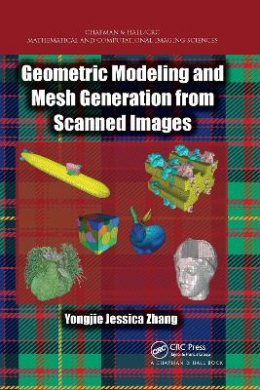 CHAPMAN & HALL/CRC
MATHEMATICAL AND COMPUTATIONAL IMAGING SCIENCES
Geometric Modeling and
Mesh Generation from
Scanned Images
Yongjie Jessica Zhang
CRC Press
Taylor & Francis Group
A CHAPMAN & HALL BOOK